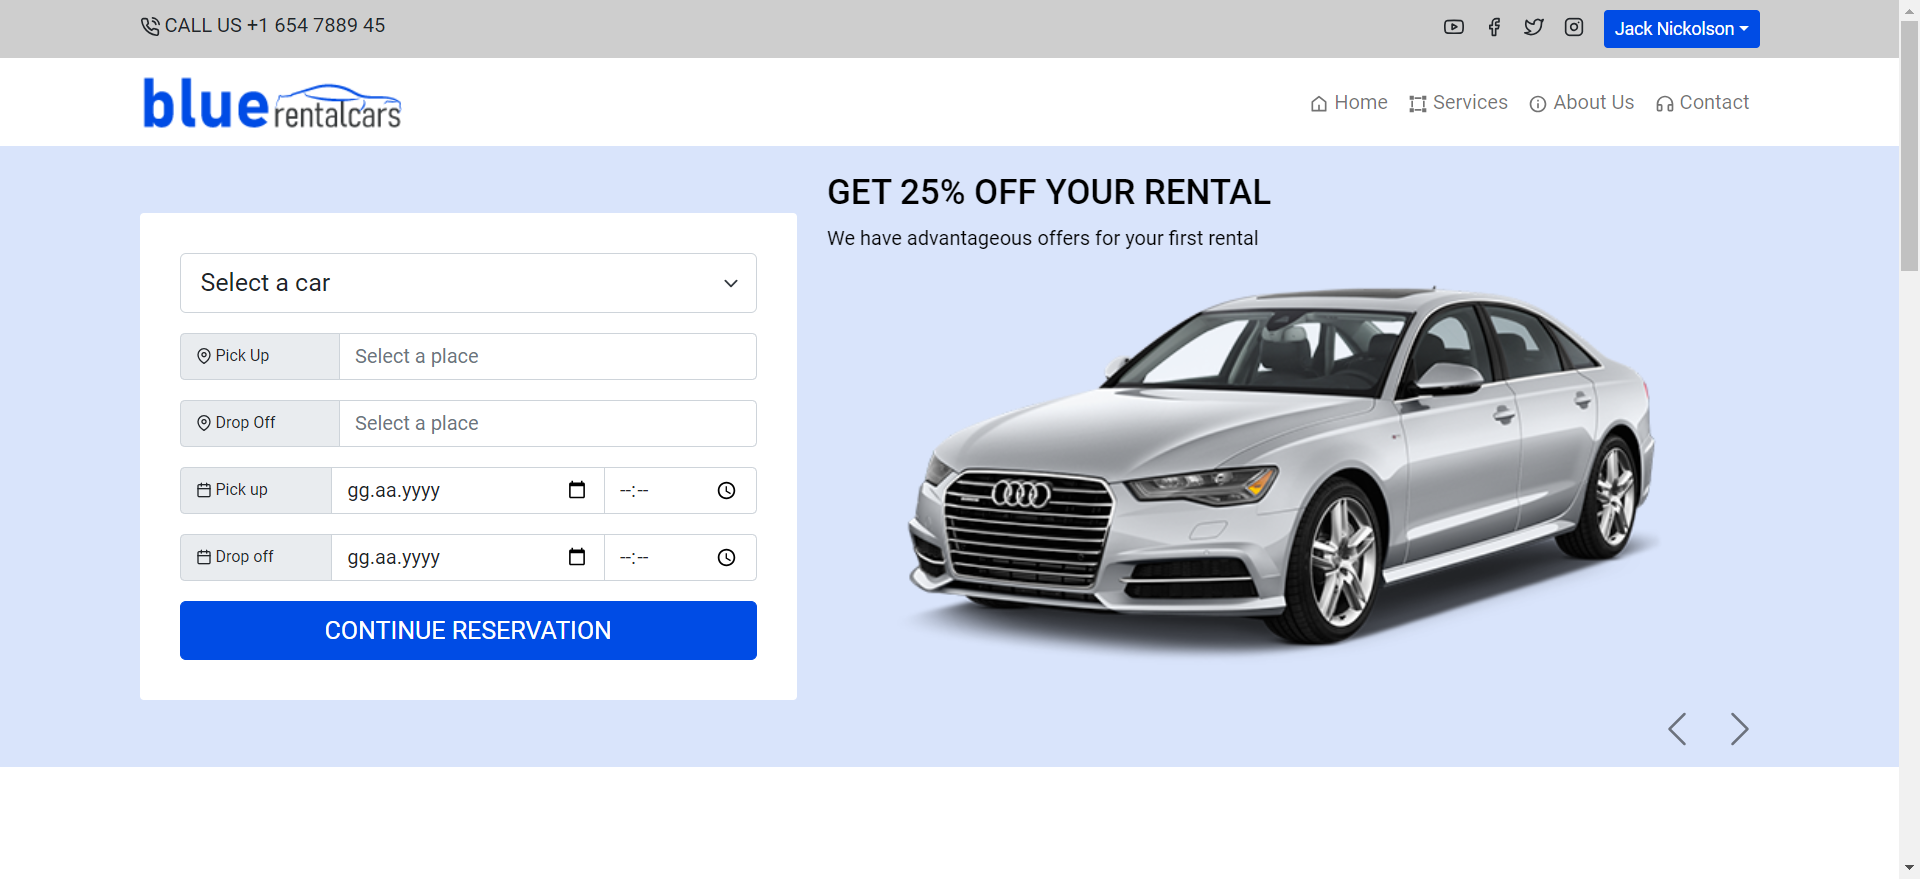 CALL US +1 654 7889 45
Jack Nickolson
blue rentalcars
Home Services About Us Contact
GET 25% OFF YOUR RENTAL
We have advantageous offers for your first rental
Select a car
Pick Up Select a place
Drop Off Select a place
Pick up gg.aa.yyyy --:--
Drop off gg.aa.yyyy --:--
CONTINUE RESERVATION